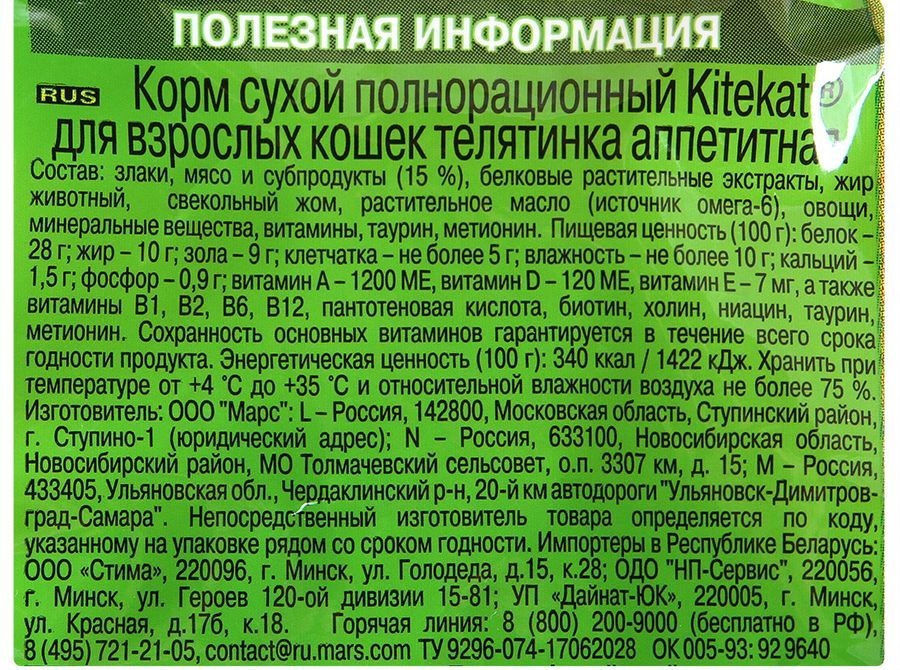 ПОЛЕЗНАЯ ИНФОРМАЦИЯ
RUS Корм сухой полнорационный Kitekat®
для взрослых кошек телятинка аппетитная.
Состав: злаки, мясо и субпродукты (15 %), белковые растительные экстракты, жир
животный, свекольный жом, растительное масло (источник омега-6), овощи,
минеральные вещества, витамины, таурин, метионин. Пищевая ценность (100 г): белок –
28 г; жир – 10 г; зола – 9 г; клетчатка – не более 5 г; влажность – не более 10 г; кальций –
1,5 г; фосфор – 0,9 г; витамин А – 1200 МЕ, витамин D – 120 МЕ, витамин Е – 7 мг, а также
витамины В1, В2, В6, В12, пантотеновая кислота, биотин, холин, ниацин, таурин,
метионин. Сохранность основных витаминов гарантируется в течение всего срока
годности продукта. Энергетическая ценность (100 г): 340 ккал / 1422 кДж. Хранить при
температуре от +4 °С до +35 °С и относительной влажности воздуха не более 75 %.
Изготовитель: ООО "Марс": L – Россия, 142800, Московская область, Ступинский район,
г. Ступино-1 (юридический адрес); N – Россия, 633100, Новосибирская область,
Новосибирский район, МО Толмачевский сельсовет, о.п. 3307 км, д. 15; М – Россия,
433405, Ульяновская обл., Чердаклинский р-н, 20-й км автодороги "Ульяновск-Димитров-
град-Самара". Непосредственный изготовитель товара определяется по коду,
указанному на упаковке рядом со сроком годности. Импортеры в Республике Беларусь:
ООО «Стима», 220096, г. Минск, ул. Голодеда, д.15, к.28; ОДО "НП-Сервис", 220056,
г. Минск, ул. Героев 120-ой дивизии 15-81; УП «Дайнат-ЮК», 220005, г. Минск,
ул. Красная, д.17б, к.18. Горячая линия: 8 (800) 200-9000 (бесплатно в РФ),
8 (495) 721-21-05, contact@ru.mars.com ТУ 9296-074-17062028 ОК 005-93: 92 9640